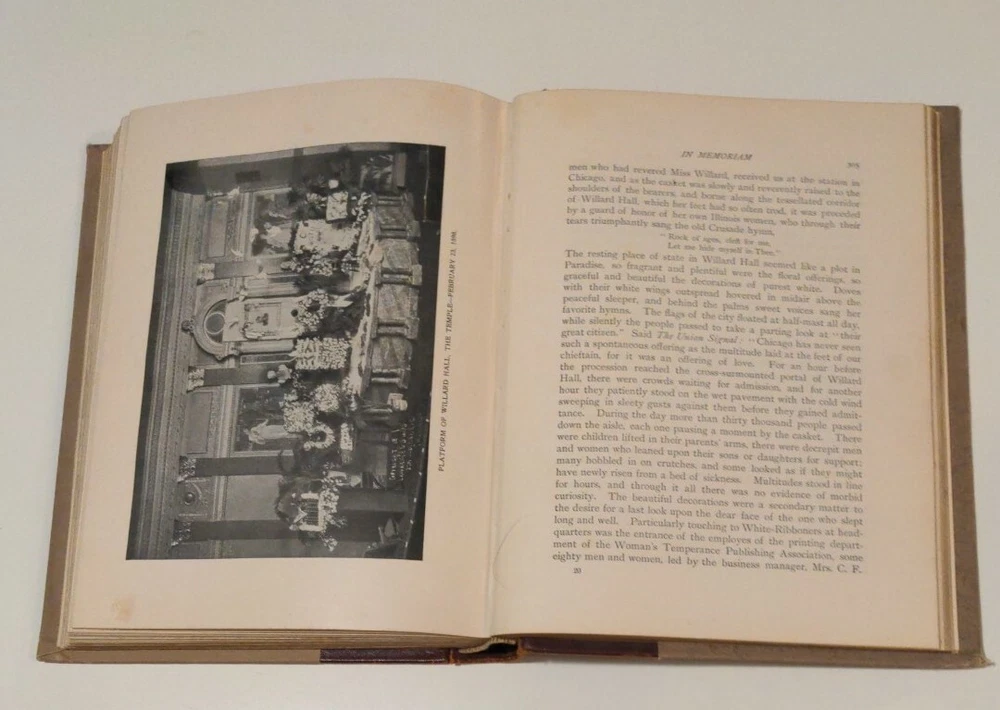 PLATFORM OF WILLARD HALL, THE TEMPLE—FEBRUARY 23, 1898.
IN MEMORIAM
305
men who had revered Miss Willard, received us at the station in
Chicago, and as the casket was slowly and reverently raised to the
shoulders of the bearers, and borne along the tessellated corridor
of Willard Hall, which her feet had so often trod, it was preceded
by a guard of honor of her own Illinois women, who through their
tears triumphantly sang the old Crusade hymn,
"Rock of ages, cleft for me,
Let me hide myself in Thee."
The resting place of state in Willard Hall seemed like a plot in
Paradise, so fragrant and plentiful were the floral offerings, so
graceful and beautiful the decorations of purest white. Doves
with their white wings outspread hovered in midair above the
peaceful sleeper, and behind the palms sweet voices sang her
favorite hymns. The flags of the city floated at half-mast all day,
while silently the people passed to take a parting look at "their
great citizen." Said The Union Signal: "Chicago has never seen
such a spontaneous offering as the multitude laid at the feet of our
chieftain, for it was an offering of love. For an hour before
the procession reached the cross-surmounted portal of Willard
Hall, there were crowds waiting for admission, and for another
hour they patiently stood on the wet pavement with the cold wind
sweeping in sleety gusts against them before they gained admit-
tance. During the day more than thirty thousand people passed
down the aisle, each one pausing a moment by the casket. There
were children lifted in their parents' arms, there were decrepit men
and women who leaned upon their sons or daughters for support;
many hobbled in on crutches, and some looked as if they might
have newly risen from a bed of sickness. Multitudes stood in line
for hours, and through it all there was no evidence of morbid
curiosity. The beautiful decorations were a secondary matter to
the desire for a last look upon the dear face of the one who slept
long and well. Particularly touching to White-Ribboners at head-
quarters was the entrance of the employes of the printing depart-
ment of the Woman's Temperance Publishing Association, some
eighty men and women, led by the business manager, Mrs. C. F.
20